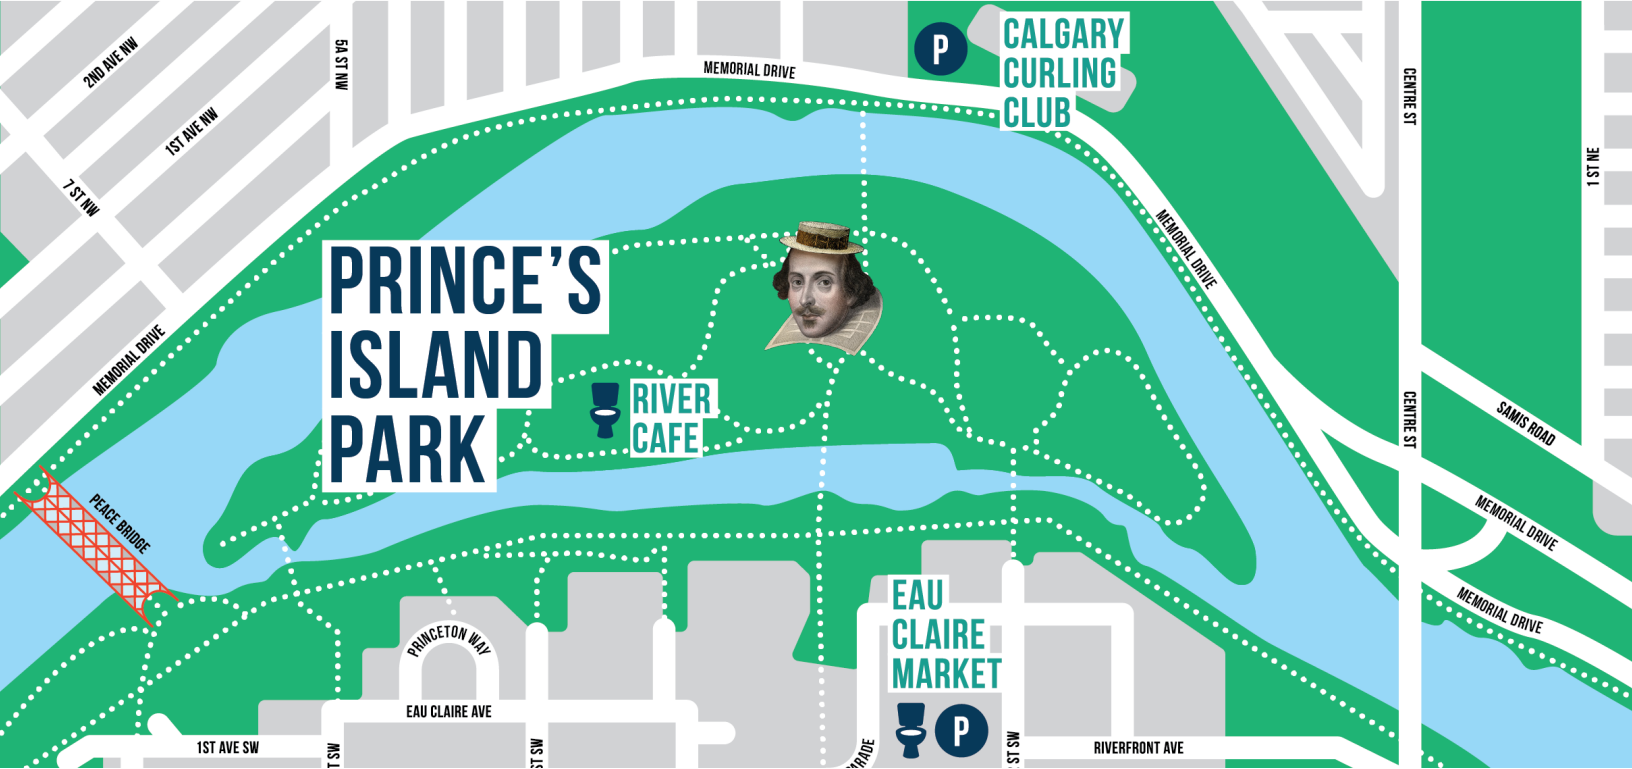 2ND AVE NW
5A ST NW
MEMORIAL DRIVE
P
CALGARY
CURLING
CLUB
CENTRE ST
1 ST NE
1ST AVE NW
7 ST NW
MEMORIAL DRIVE
PRINCE'S
ISLAND
PARK
MEMORIAL DRIVE
RIVER
CAFE
CENTRE ST
SAMIS ROAD
PEACE BRIDGE
MEMORIAL DRIVE
MEMORIAL DRIVE
EAU
CLAIRE
MARKET
P
PRINCETON WAY
EAU CLAIRE AVE
1ST AVE SW
ST SW
RIVERFRONT AVE